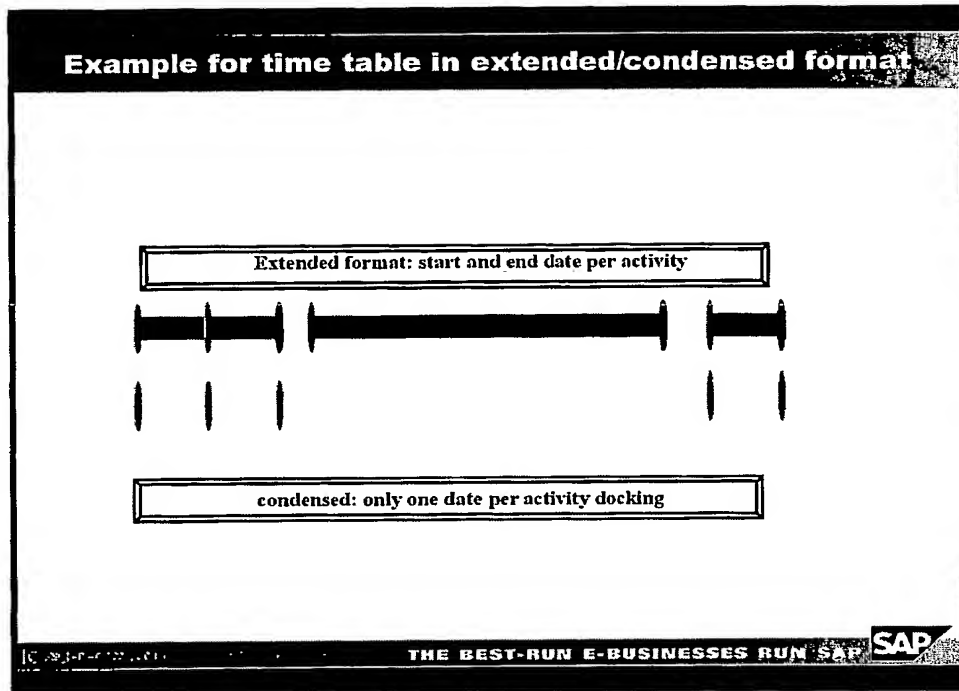 Example for time table in extended/condensed format
Extended format: start and end date per activity
condensed: only one date per activity docking
THE BEST-RUN E-BUSINESSES RUN SAP
SAP